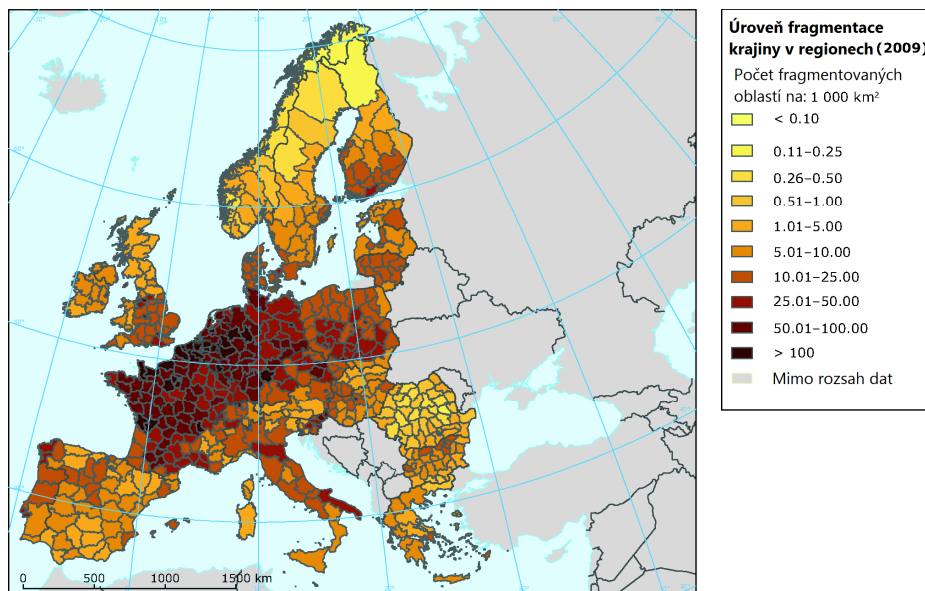 Úroveň fragmentace
krajiny v regionech (2009)
Počet fragmentovaných
oblastí na: 1 000 km²
< 0.10
0.11–0.25
0.26–0.50
0.51–1.00
1.01–5.00
5.01–10.00
10.01–25.00
25.01–50.00
50.01–100.00
> 100
Mimo rozsah dat
0 500 1000 1500 km